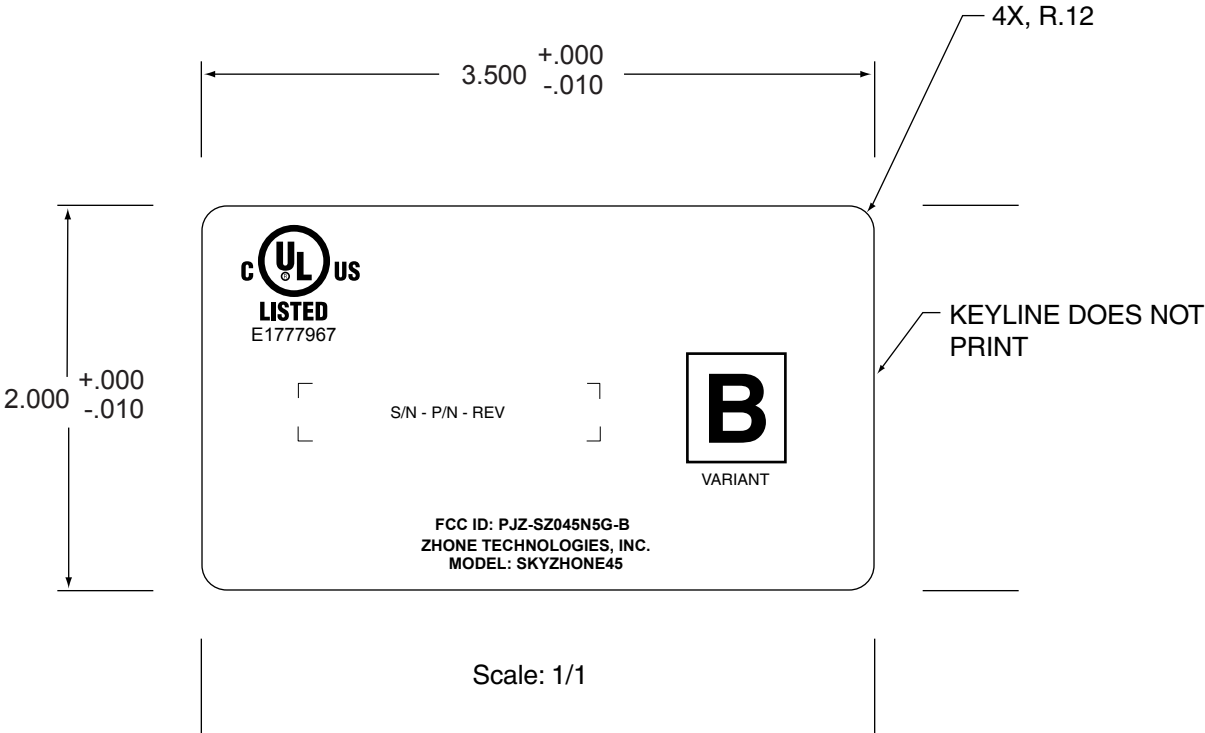 4X, R.12
3.500 +.000
-.010
C UL US
®
LISTED
E1777967
KEYLINE DOES NOT
PRINT
2.000 +.000
-.010
S/N - P/N - REV
B
VARIANT
FCC ID: PJZ-SZ045N5G-B
ZHONE TECHNOLOGIES, INC.
MODEL: SKYZHONE45
Scale: 1/1